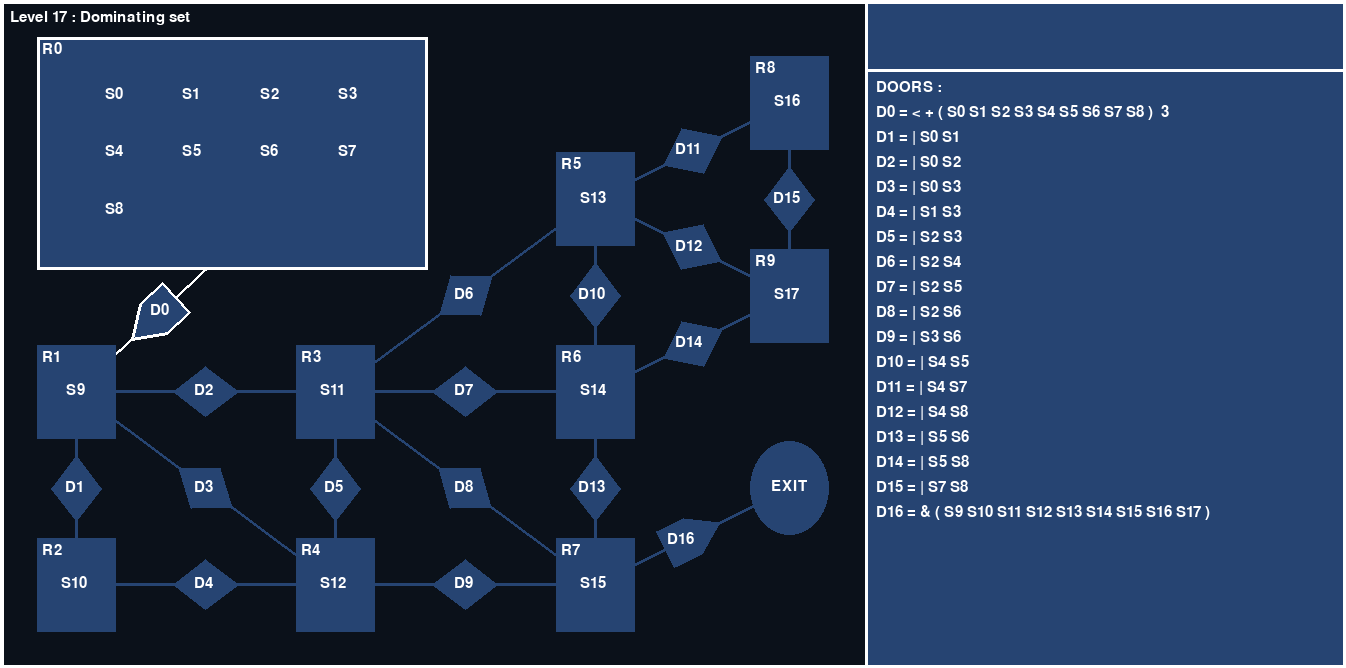 Level 17 : Dominating set
R0
S0 S1 S2 S3
S4 S5 S6 S7
S8
D0
R8
S16
D11
R5
S13
D15
D12
R9
S17
D6
D10
D14
R1
S9
D2
R3
S11
D7
R6
S14
D1
D3
D5
D8
D13
EXIT
R2
S10
D4
R4
S12
D9
R7
S15
D16
DOORS :
D0 = < + ( S0 S1 S2 S3 S4 S5 S6 S7 S8 ) 3
D1 = | S0 S1
D2 = | S0 S2
D3 = | S0 S3
D4 = | S1 S3
D5 = | S2 S3
D6 = | S2 S4
D7 = | S2 S5
D8 = | S2 S6
D9 = | S3 S6
D10 = | S4 S5
D11 = | S4 S7
D12 = | S4 S8
D13 = | S5 S6
D14 = | S5 S8
D15 = | S7 S8
D16 = & ( S9 S10 S11 S12 S13 S14 S15 S16 S17 )